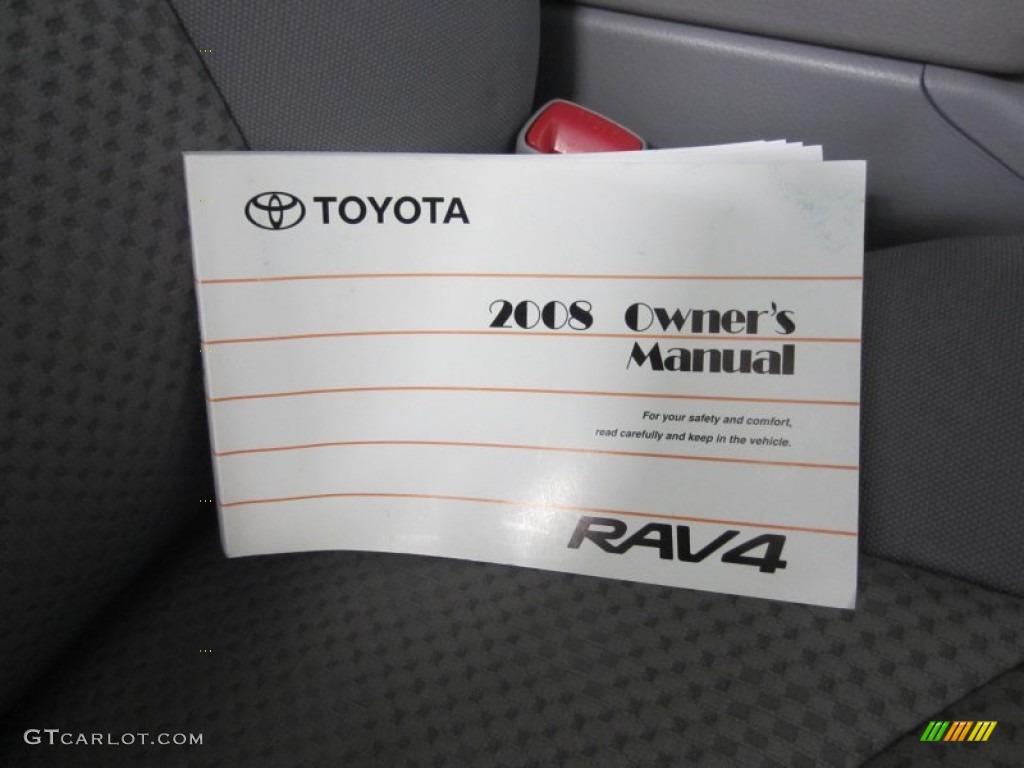 TOYOTA
2008 Owner's
Manual
For your safety and comfort,
read carefully and keep in the vehicle.
RAV4
GTCARLOT.COM